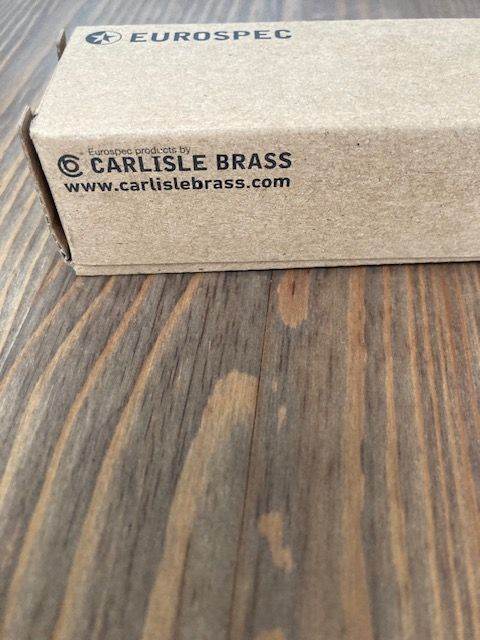 EUROSPEC
Eurospec products by
CARLISLE BRASS
www.carlislebrass.com